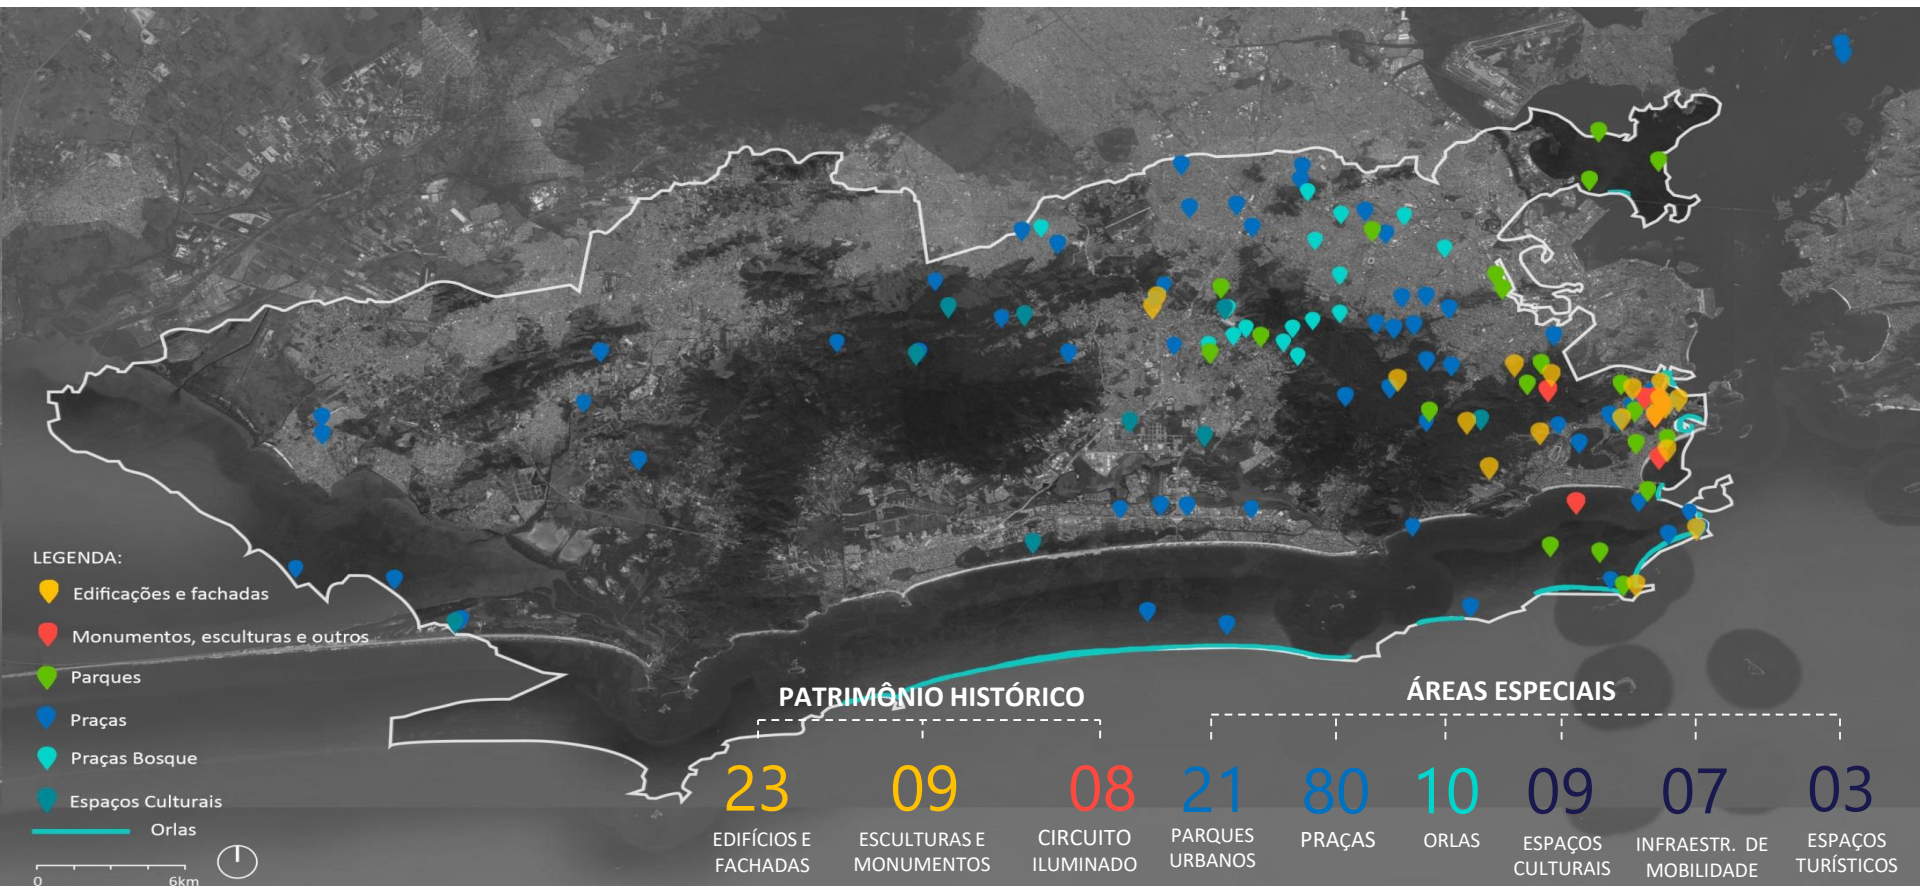 LEGENDA:
Edificações e fachadas
Monumentos, esculturas e outros
Parques
Praças
Praças Bosque
Espaços Culturais
Orlas
0 6km
PATRIMÔNIO HISTÓRICO
23
EDIFÍCIOS E
FACHADAS
09
ESCULTURAS E
MONUMENTOS
08
CIRCUITO
ILUMINADO
ÁREAS ESPECIAIS
21
PARQUES
URBANOS
80
PRAÇAS
10
ORLAS
09
ESPAÇOS
CULTURAIS
07
INFRAESTR. DE
MOBILIDADE
03
ESPAÇOS
TURÍSTICOS